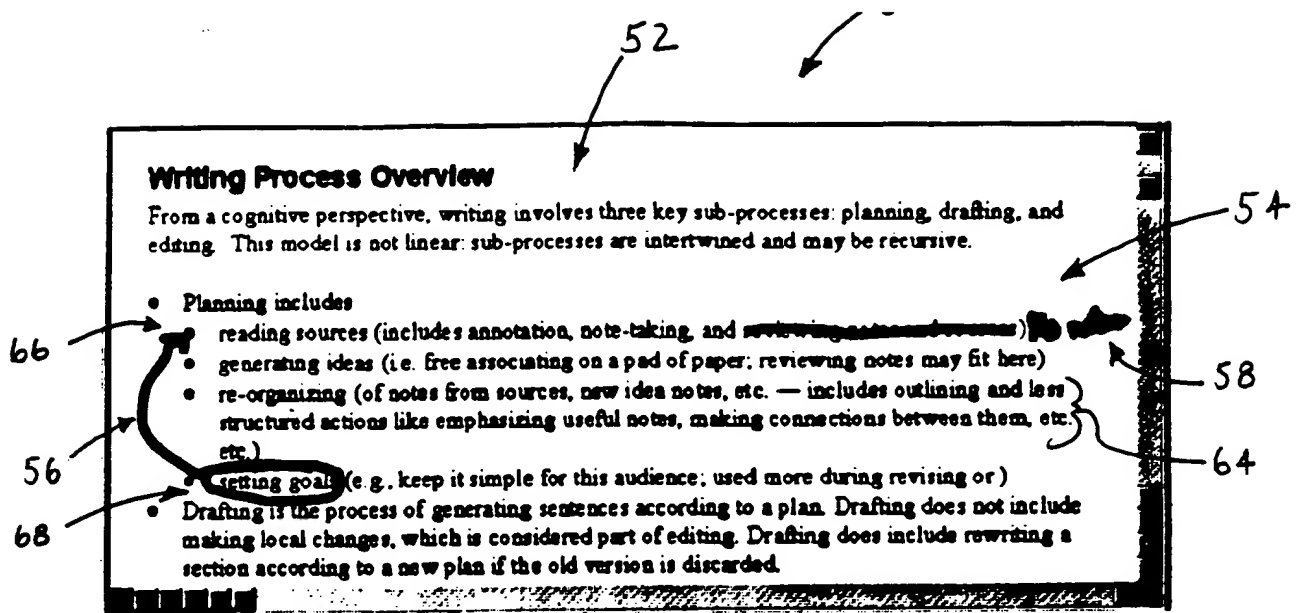 52
Writing Process Overview
From a cognitive perspective, writing involves three key sub-processes: planning, drafting, and
editing. This model is not linear: sub-processes are intertwined and may be recursive.
54
• Planning includes
66
• reading sources (includes annotation, note-taking, and reviewing notes and sources)
• generating ideas (i.e. free associating on a pad of paper; reviewing notes may fit here)
58
• re-organizing (of notes from sources, new idea notes, etc. — includes outlining and less
structured actions like emphasizing useful notes, making connections between them, etc.
etc.)
64
56
• setting goals (e.g., keep it simple for this audience; used more during revising or )
68
• Drafting is the process of generating sentences according to a plan. Drafting does not include
making local changes, which is considered part of editing. Drafting does include rewriting a
section according to a new plan if the old version is discarded.